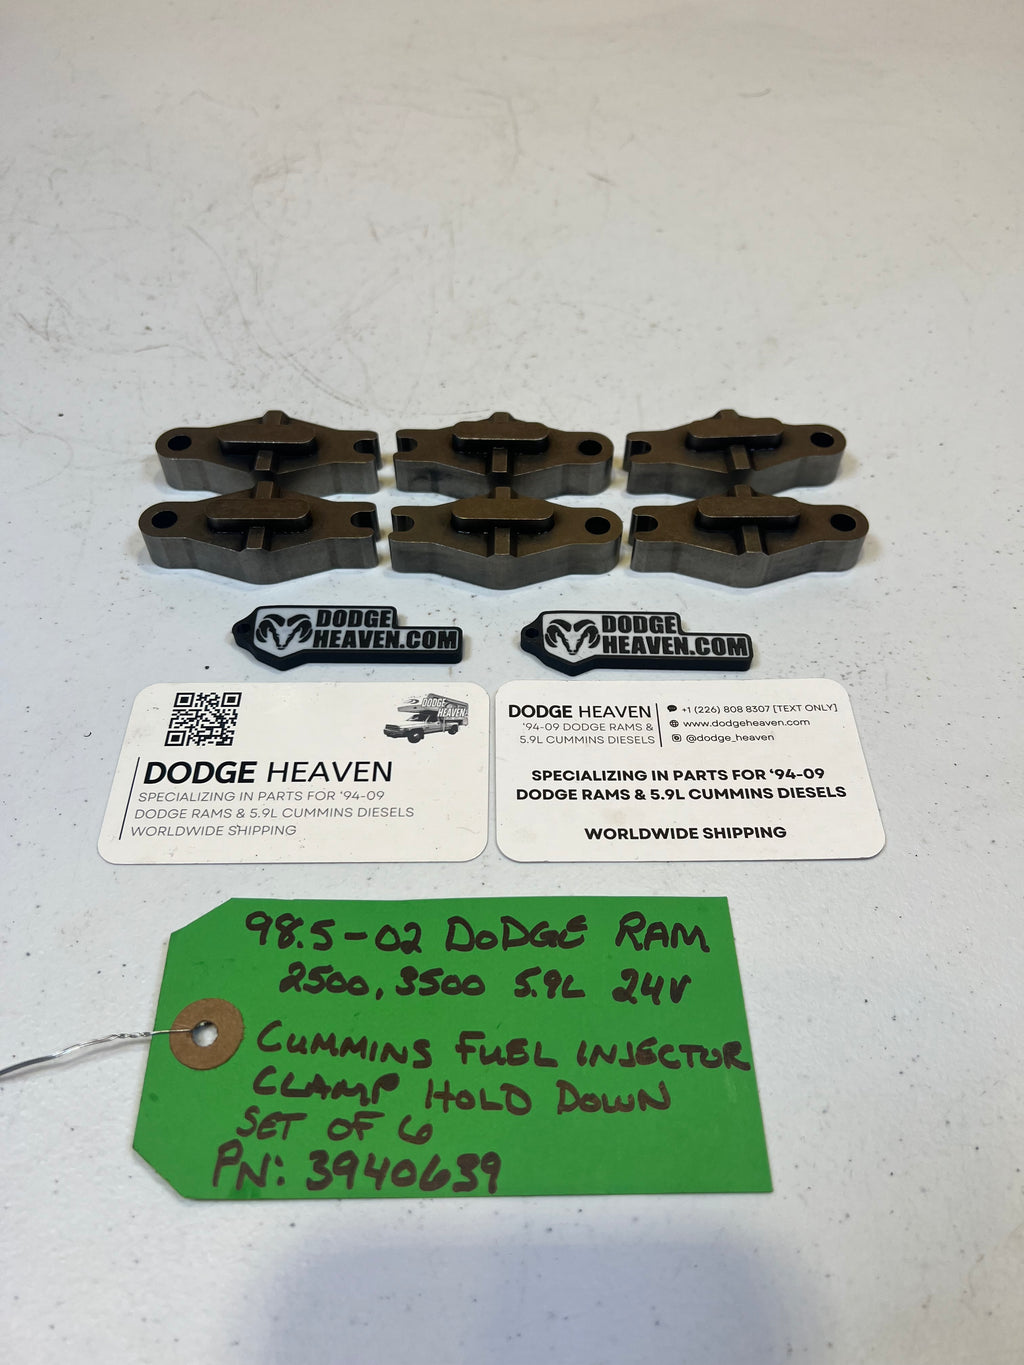 DODGE
HEAVEN.COM
DODGE
HEAVEN.COM
DODGE
HEAVEN
DODGE HEAVEN
SPECIALIZING IN PARTS FOR '94-09
DODGE RAMS & 5.9L CUMMINS DIESELS
WORLDWIDE SHIPPING
DODGE HEAVEN
'94-09 DODGE RAMS &
5.9L CUMMINS DIESELS
+1 (226) 808 8307 [TEXT ONLY]
www.dodgeheaven.com
@dodge_heaven
SPECIALIZING IN PARTS FOR '94-09
DODGE RAMS & 5.9L CUMMINS DIESELS
WORLDWIDE SHIPPING
98.5-02 DODGE RAM
2500, 3500 5.9L 24V
CUMMINS FUEL INJECTOR
CLAMP HOLD DOWN
SET OF 6
PN: 3940639